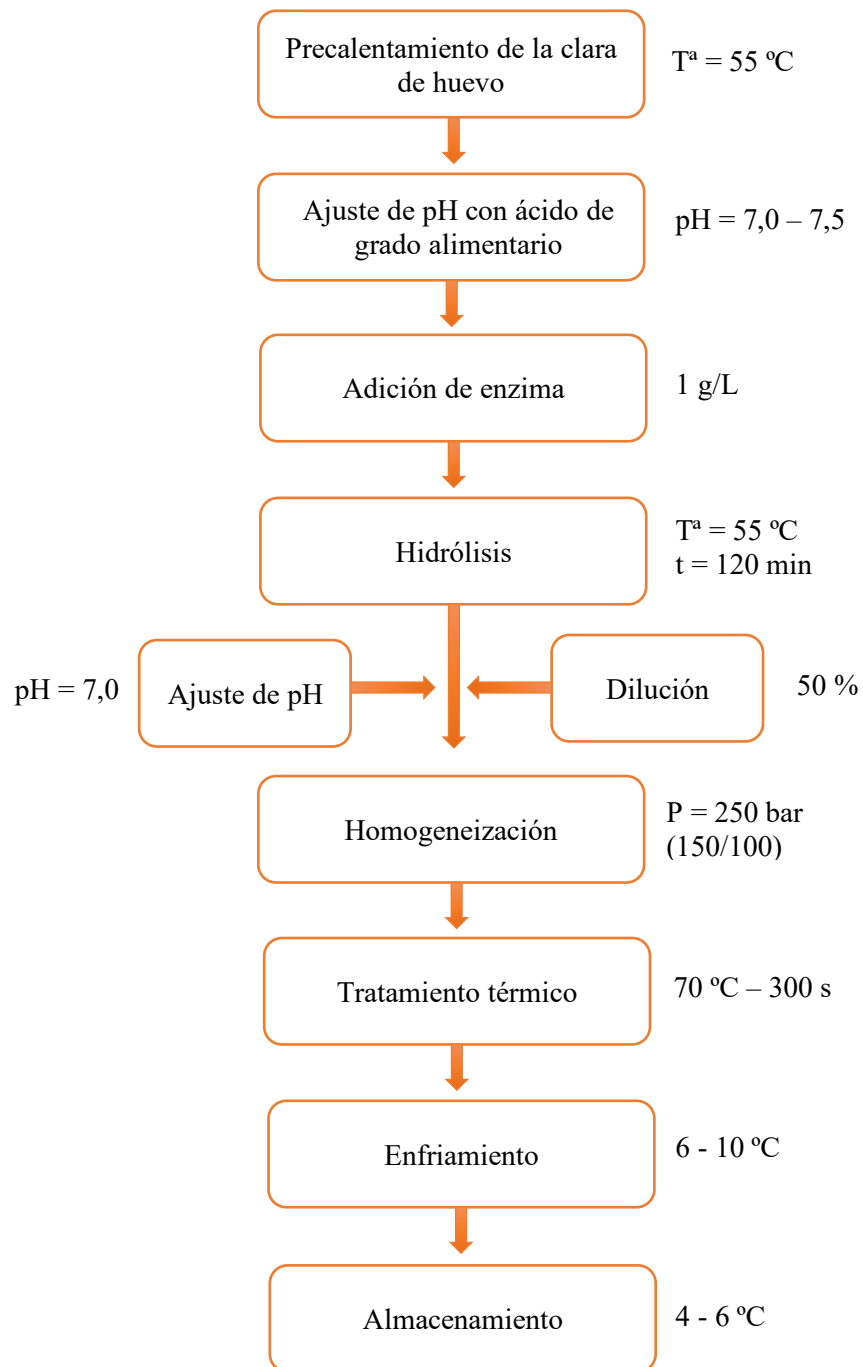 Precalentamiento de la clara
de huevo
Tª = 55 ºC
Ajuste de pH con ácido de
grado alimentario
pH = 7,0 – 7,5
Adición de enzima
1 g/L
Hidrólisis
Tª = 55 ºC
t = 120 min
pH = 7,0
Ajuste de pH
Dilución
50 %
Homogeneización
P = 250 bar
(150/100)
Tratamiento térmico
70 ºC – 300 s
Enfriamiento
6 - 10 ºC
Almacenamiento
4 - 6 ºC